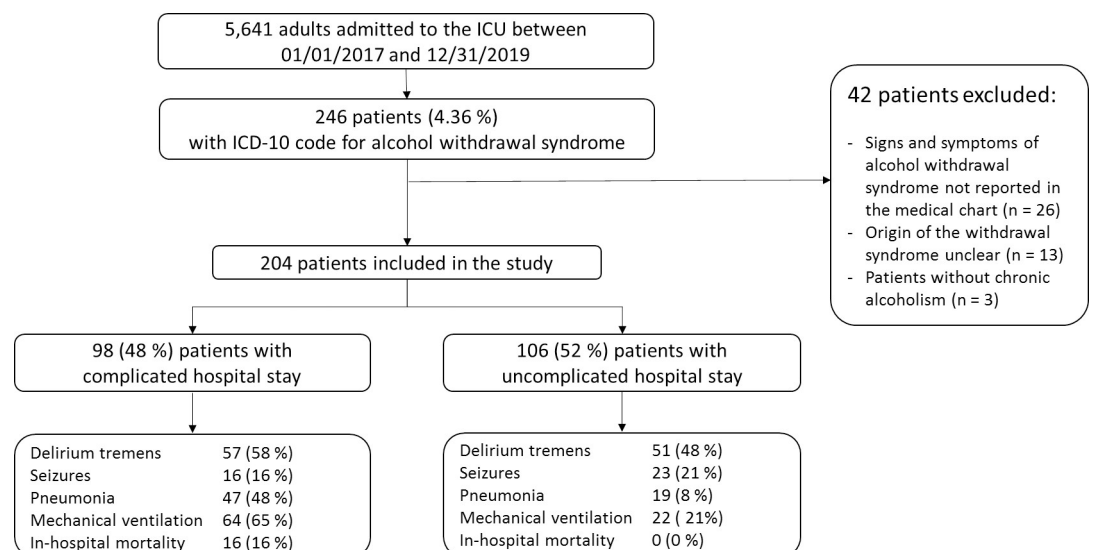 5,641 adults admitted to the ICU between
01/01/2017 and 12/31/2019
246 patients (4.36 %)
with ICD-10 code for alcohol withdrawal syndrome
42 patients excluded:
- Signs and symptoms of
alcohol withdrawal
syndrome not reported in
the medical chart (n = 26)
- Origin of the withdrawal
syndrome unclear (n = 13)
- Patients without chronic
alcoholism (n = 3)
204 patients included in the study
98 (48 %) patients with
complicated hospital stay
106 (52 %) patients with
uncomplicated hospital stay
Delirium tremens 57 (58 %)
Seizures 16 (16 %)
Pneumonia 47 (48 %)
Mechanical ventilation 64 (65 %)
In-hospital mortality 16 (16 %)
Delirium tremens 51 (48 %)
Seizures 23 (21 %)
Pneumonia 19 (8 %)
Mechanical ventilation 22 ( 21%)
In-hospital mortality 0 (0 %)